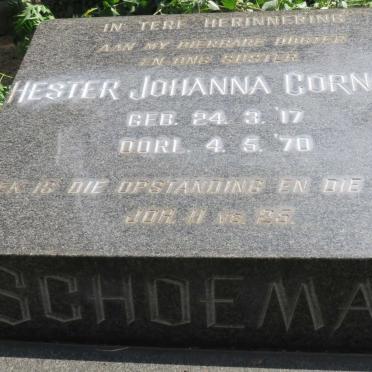 IN TERE HERINNERING
AAN MY DIERBARE DOGTER
EN ONS SUSTER
HESTER JOHANNA CORN
GEB. 24. 3. '17
OORL. 4. 5. '70
EK IS DIE OPSTANDING EN DIE
JOH. 11 VS. 25.
SCHOEMA